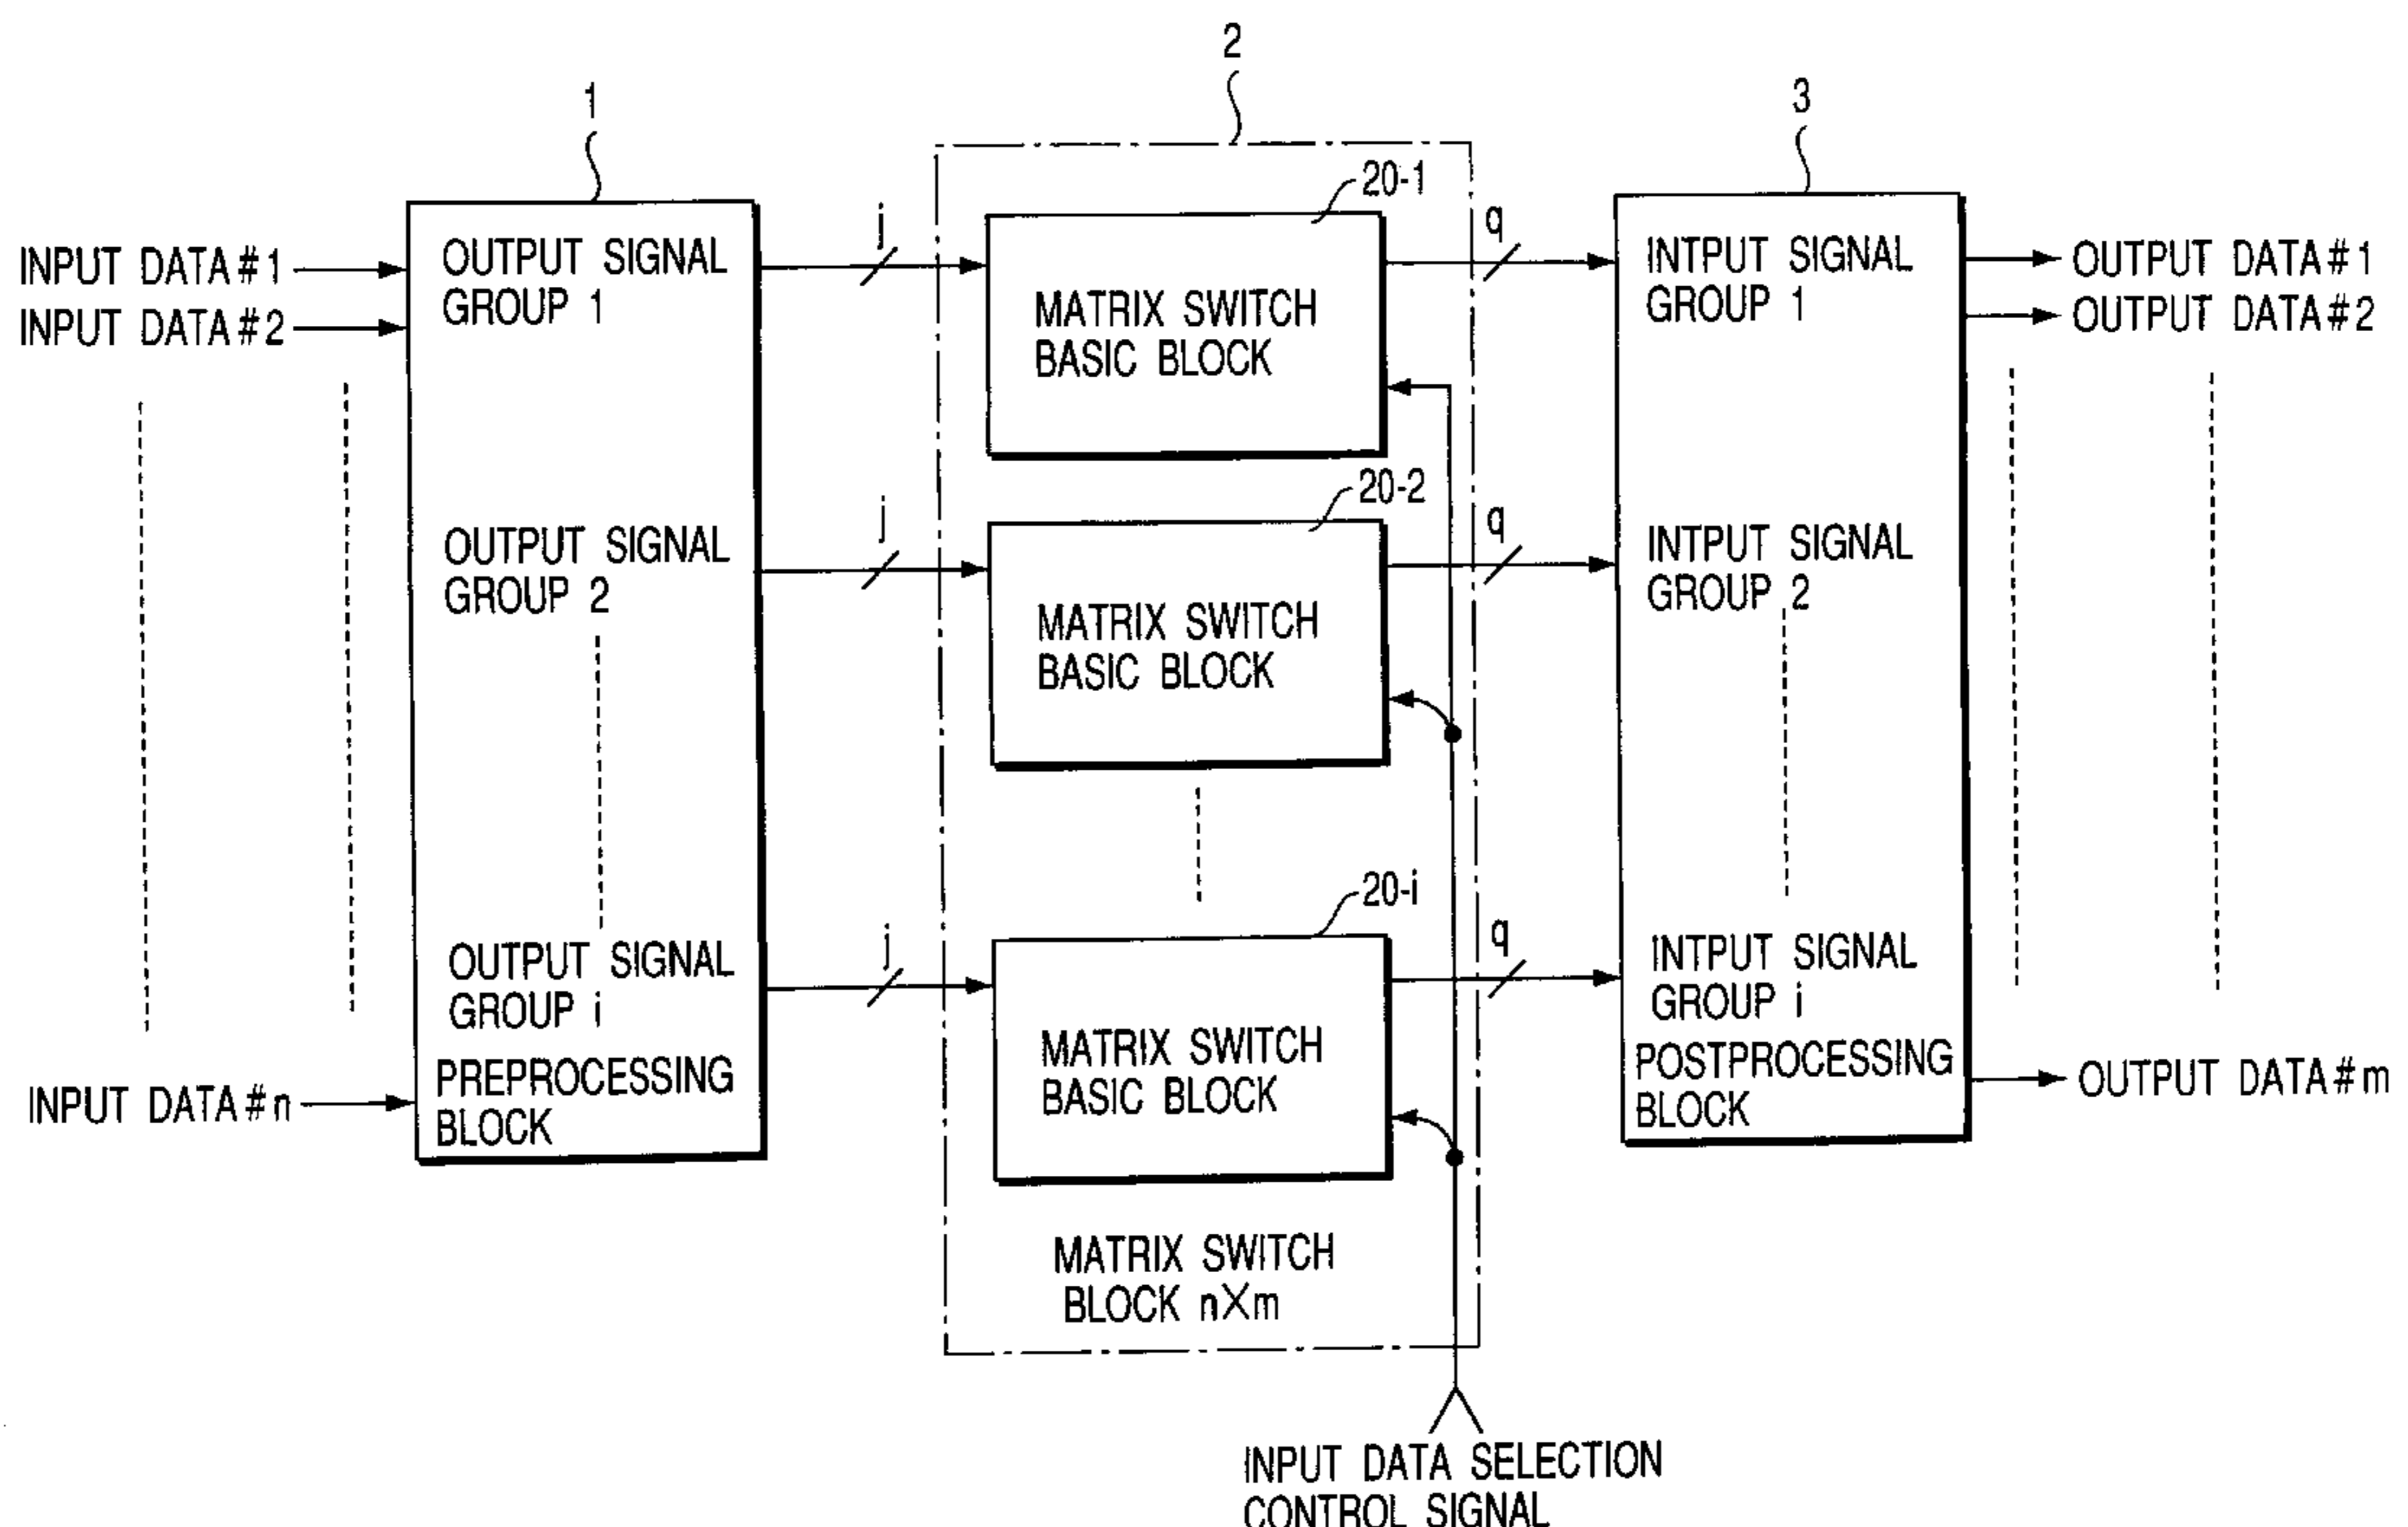 2
1
3
20-1
j
q
INPUT DATA#1
OUTPUT SIGNAL
GROUP 1
INTPUT SIGNAL
GROUP 1
OUTPUT DATA#1
INPUT DATA#2
MATRIX SWITCH
BASIC BLOCK
OUTPUT DATA#2
20-2
j
q
OUTPUT SIGNAL
GROUP 2
INTPUT SIGNAL
GROUP 2
MATRIX SWITCH
BASIC BLOCK
20-i
j
q
OUTPUT SIGNAL
GROUP i
INTPUT SIGNAL
GROUP i
MATRIX SWITCH
BASIC BLOCK
INPUT DATA#n
PREPROCESSING
BLOCK
POSTPROCESSING
BLOCK
OUTPUT DATA#m
MATRIX SWITCH
BLOCK n×m
INPUT DATA SELECTION
CONTROL SIGNAL